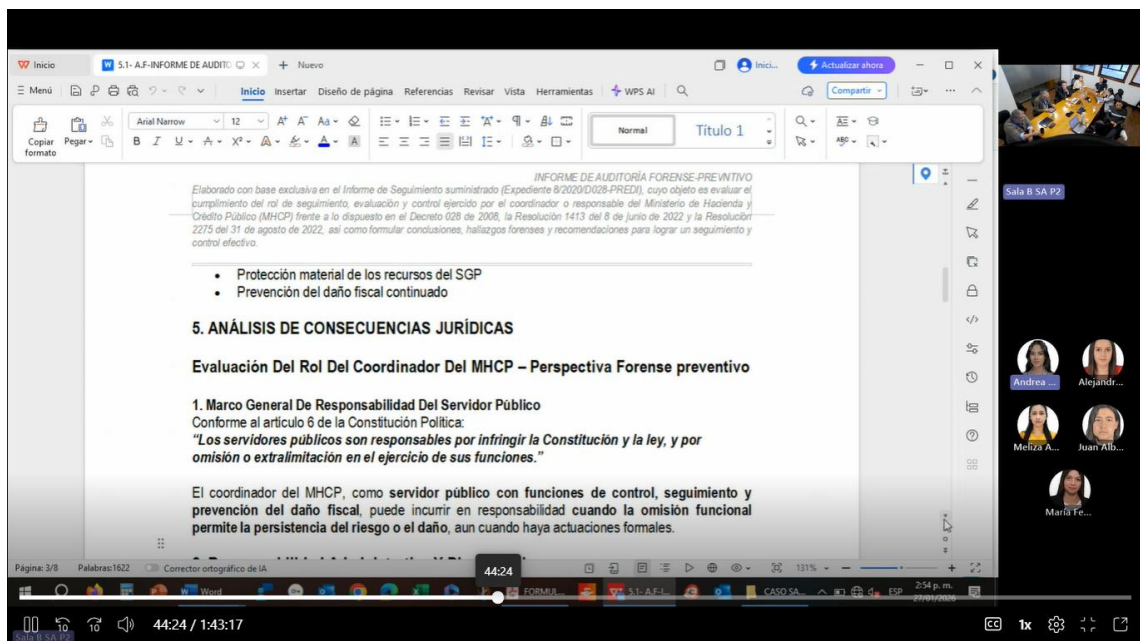 Inicio
5.1- A.F-INFORME DE AUDITO
Nuevo
Inici...
Actualizar ahora
Menú
Inicio Insertar Diseño de página Referencias Revisar Vista Herramientas WPS AI
Compartir
Copiar formato
Pegar
Arial Narrow 12
Normal
Título 1
INFORME DE AUDITORÍA FORENSE-PREVNTIVO
Elaborado con base exclusiva en el Informe de Seguimiento suministrado (Expediente 8/2020/D028-PREDI), cuyo objeto es evaluar el
cumplimiento del rol de seguimiento, evaluación y control ejercido por el coordinador o responsable del Ministerio de Hacienda y
Crédito Público (MHCP) frente a lo dispuesto en el Decreto 028 de 2008, la Resolución 1413 del 8 de junio de 2022 y la Resolución
2275 del 31 de agosto de 2022, así como formular conclusiones, hallazgos forenses y recomendaciones para lograr un seguimiento y
control efectivo.
• Protección material de los recursos del SGP
• Prevención del daño fiscal continuado
5. ANÁLISIS DE CONSECUENCIAS JURÍDICAS
Evaluación Del Rol Del Coordinador Del MHCP – Perspectiva Forense preventivo
1. Marco General De Responsabilidad Del Servidor Público
Conforme al artículo 6 de la Constitución Política:
“Los servidores públicos son responsables por infringir la Constitución y la ley, y por
omisión o extralimitación en el ejercicio de sus funciones.”
El coordinador del MHCP, como servidor público con funciones de control, seguimiento y
prevención del daño fiscal, puede incurrir en responsabilidad cuando la omisión funcional
permite la persistencia del riesgo o el daño, aun cuando haya actuaciones formales.
Página: 3/8 Palabras:1622 Corrector ortográfico de IA
131%
44:24
Word
FORMUL...
5.1- A.F-I...
CASO SA...
ESP
2:54 p. m.
27/01/2026
44:24 / 1:43:17
1x
Sala B SA P2
Sala B SA P2
Andrea ...
Alejandr...
Meliza A...
Juan Alb...
María Fe...